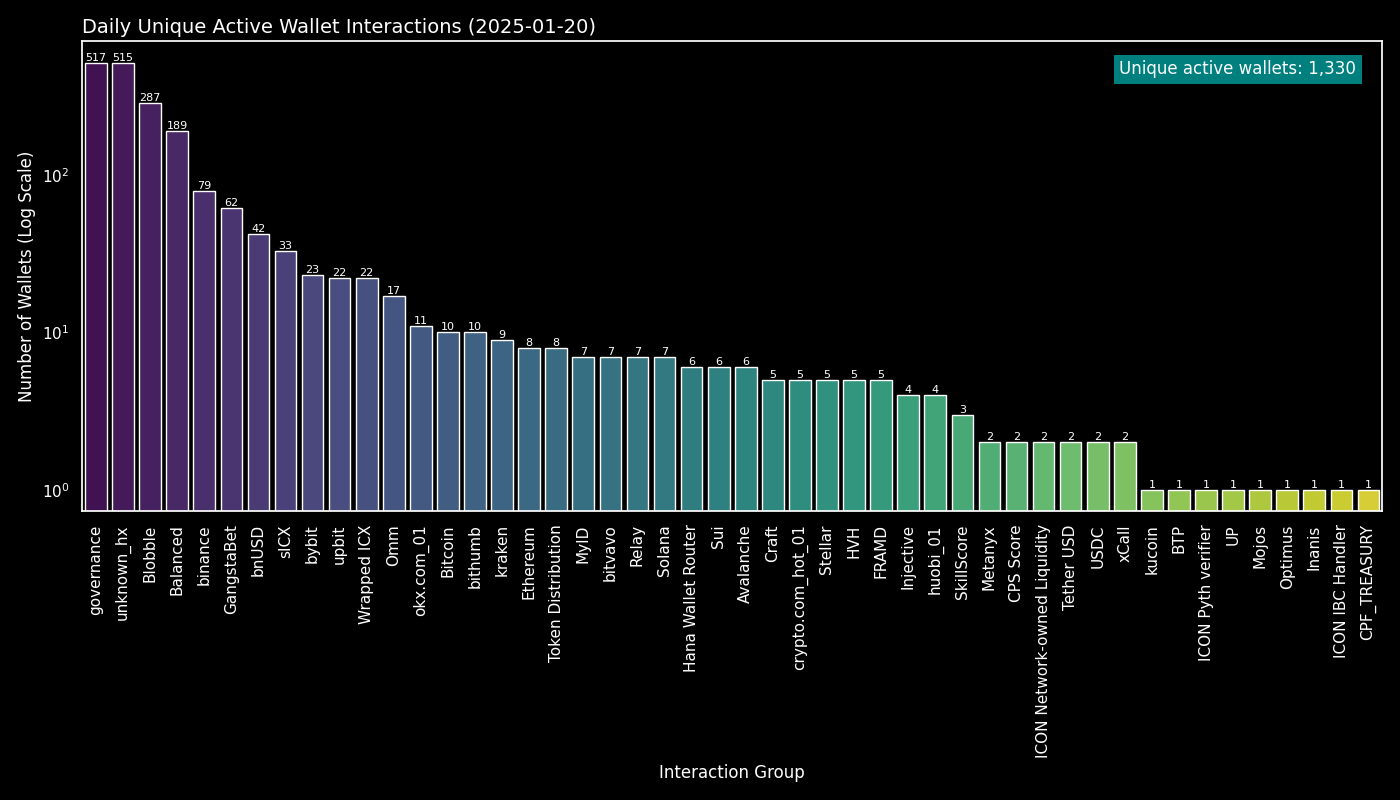 Daily Unique Active Wallet Interactions (2025-01-20)
Unique active wallets: 1,330
Number of Wallets (Log Scale)
10²
10¹
10⁰
517
515
287
189
79
62
42
33
23
22
22
17
11
10
10
9
8
8
7
7
7
7
6
6
6
5
5
5
5
5
4
4
3
2
2
2
2
2
2
1
1
1
1
1
1
1
1
1
governance
unknown_hx
Blobble
Balanced
binance
GangstaBet
bnUSD
sICX
bybit
upbit
Wrapped ICX
Omm
okx.com_01
Bitcoin
bithumb
kraken
Ethereum
Token Distribution
MyID
bitvavo
Relay
Solana
Hana Wallet Router
Sui
Avalanche
Craft
crypto.com_hot_01
Stellar
HVH
FRAMD
Injective
huobi_01
SkillScore
Metanyx
CPS Score
ICON Network-owned Liquidity
Tether USD
USDC
xCall
kucoin
BTP
ICON Pyth verifier
UP
Mojos
Optimus
Inanis
ICON IBC Handler
CPF_TREASURY
Interaction Group